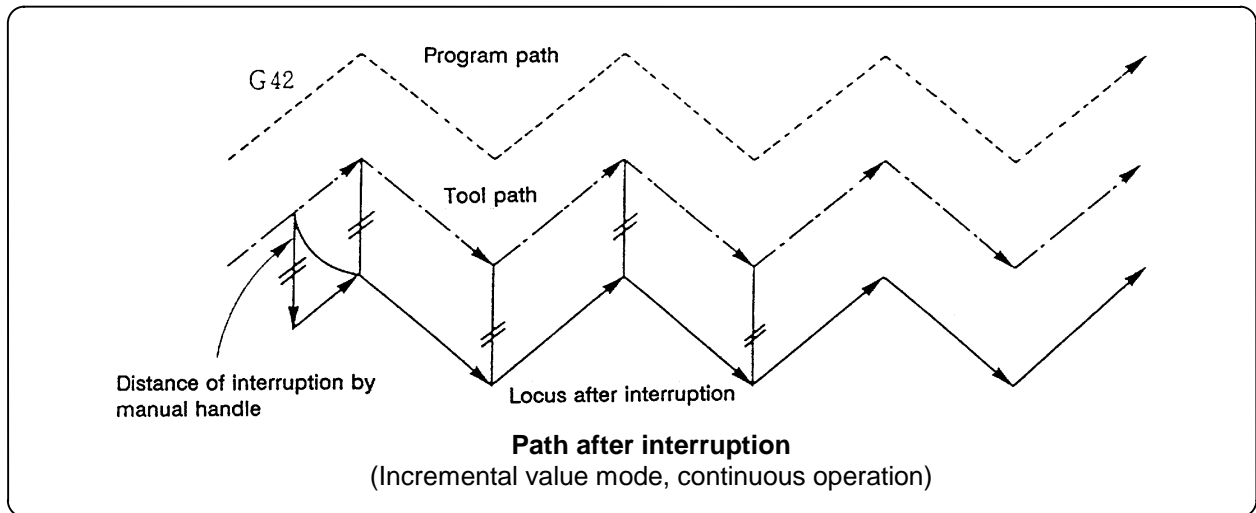 Program path
G42
Tool path
Distance of interruption by
manual handle
Locus after interruption
Path after interruption
(Incremental value mode, continuous operation)